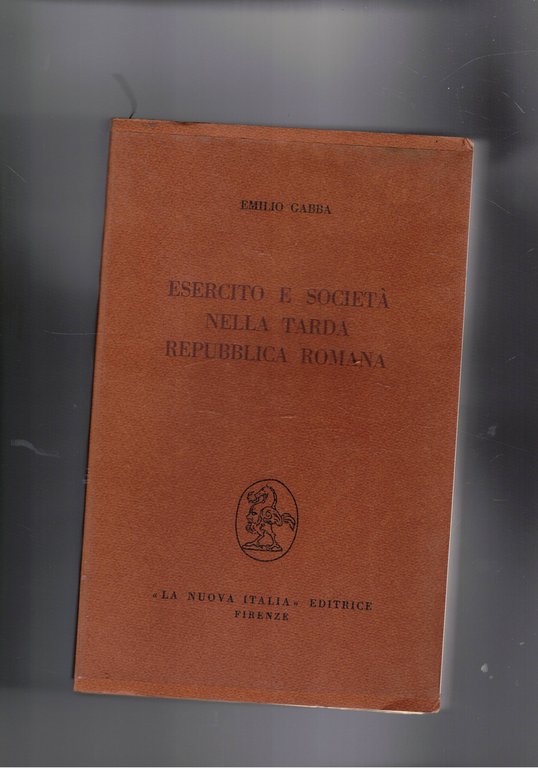 EMILIO GABBA
ESERCITO E SOCIETÀ
NELLA TARDA
REPUBBLICA ROMANA
«LA NUOVA ITALIA» EDITRICE
FIRENZE